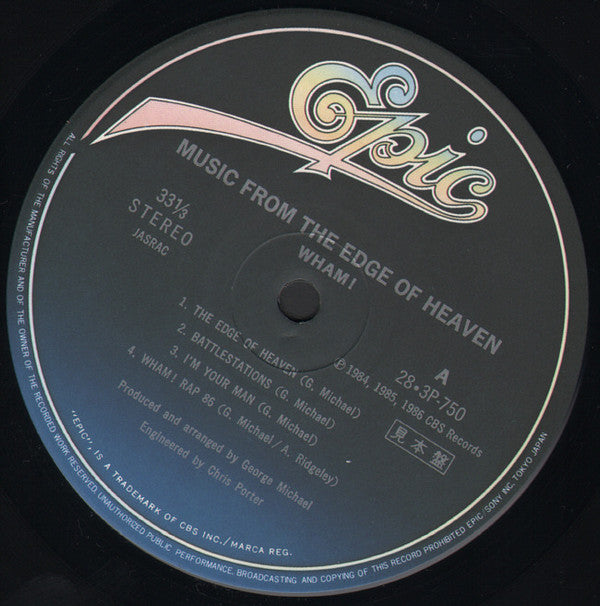 Epic
MUSIC FROM THE EDGE OF HEAVEN
WHAM!
33 1/3
STEREO
JASRAC
A
28・3P-750
Ⓟ1984, 1985, 1986 CBS Records
見本盤
1. THE EDGE OF HEAVEN (G. Michael)
2. BATTLESTATIONS (G. Michael)
3. I'M YOUR MAN (G. Michael)
4. WHAM! RAP 86 (G. Michael/A. Ridgeley)
Produced and arranged by George Michael
Engineered by Chris Porter
ALL RIGHTS OF THE MANUFACTURER AND OF THE OWNER OF THE RECORDED WORK RESERVED. UNAUTHORIZED PUBLIC PERFORMANCE, BROADCASTING AND COPYING OF THIS RECORD PROHIBITED EPIC/SONY INC. TOKYO JAPAN
"EPIC", IS A TRADEMARK OF CBS INC./MARCA REG.